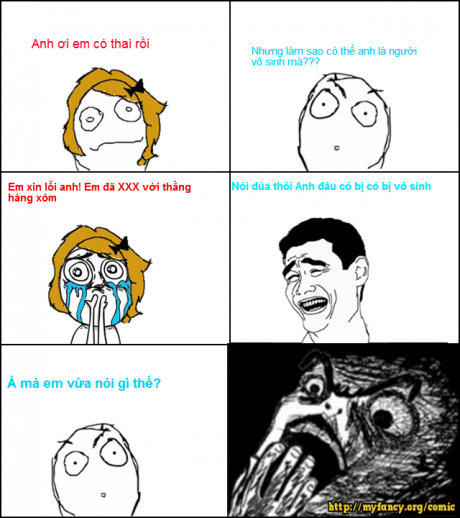 Anh ơi em có thai rồi
Nhưng làm sao có thể anh là người
vô sinh mà???
Em xin lỗi anh! Em đã XXX với thằng
hàng xóm
Nói đùa thôi Anh đâu có bị có bị vô sinh
À mà em vừa nói gì thế?
http://myfancy.org/comic